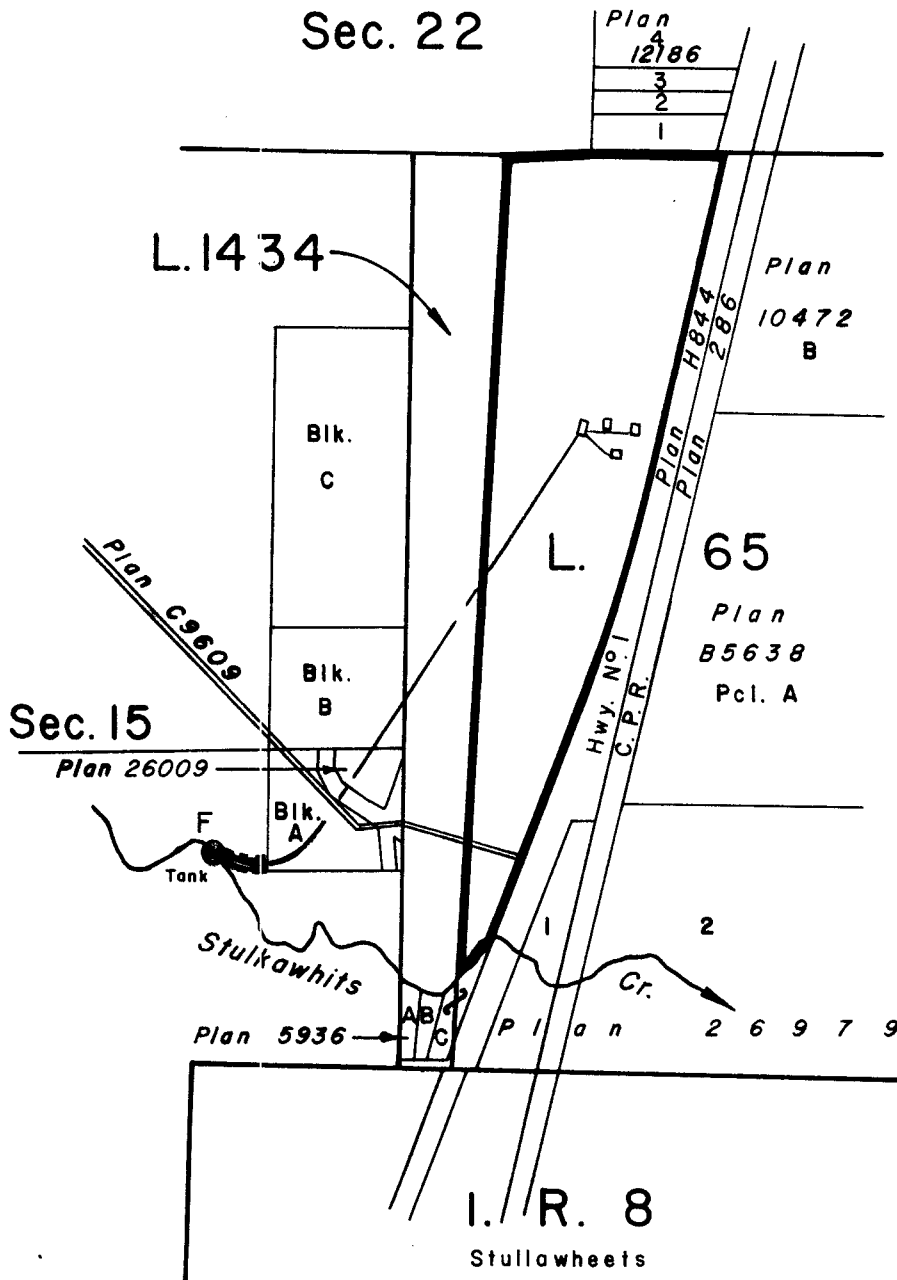 Sec. 22
Plan
4
12186
3
2
1
L.1434
Plan
10472
B
Plan H844
Plan 286
Blk.
C
L. 65
Plan
B5638
Pcl. A
Plan C9609
Blk.
B
Hwy. No. 1
C.P.R.
Sec. 15
Plan 26009
Blk.
A
F
Tank
1
2
Stulkawhits
Cr.
A
B
C
Plan 5936
Plan 26979
I. R. 8
Stullawheets